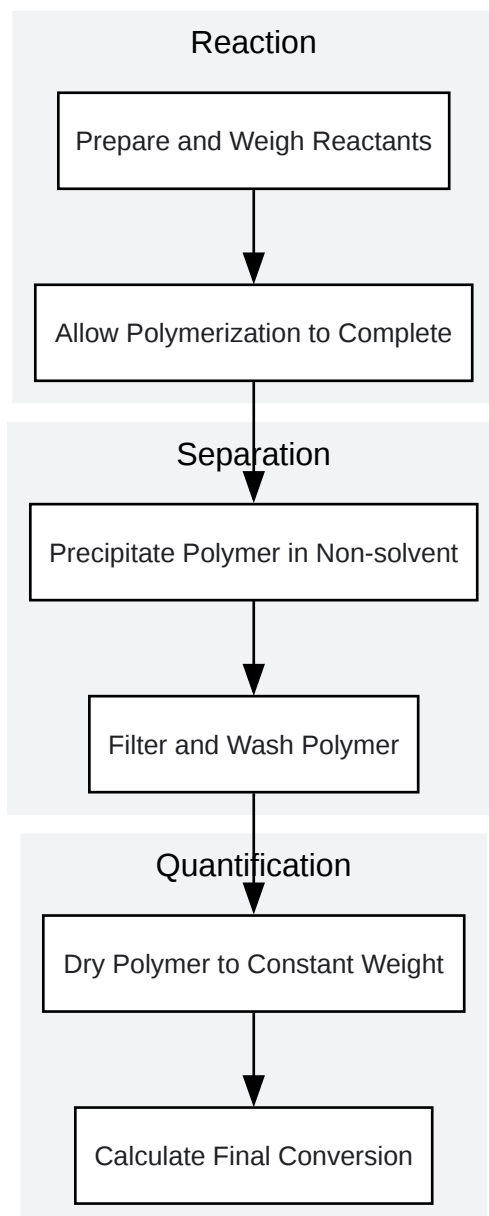 Reaction
Prepare and Weigh Reactants
Allow Polymerization to Complete
Separation
Precipitate Polymer in Non-solvent
Filter and Wash Polymer
Quantification
Dry Polymer to Constant Weight
Calculate Final Conversion